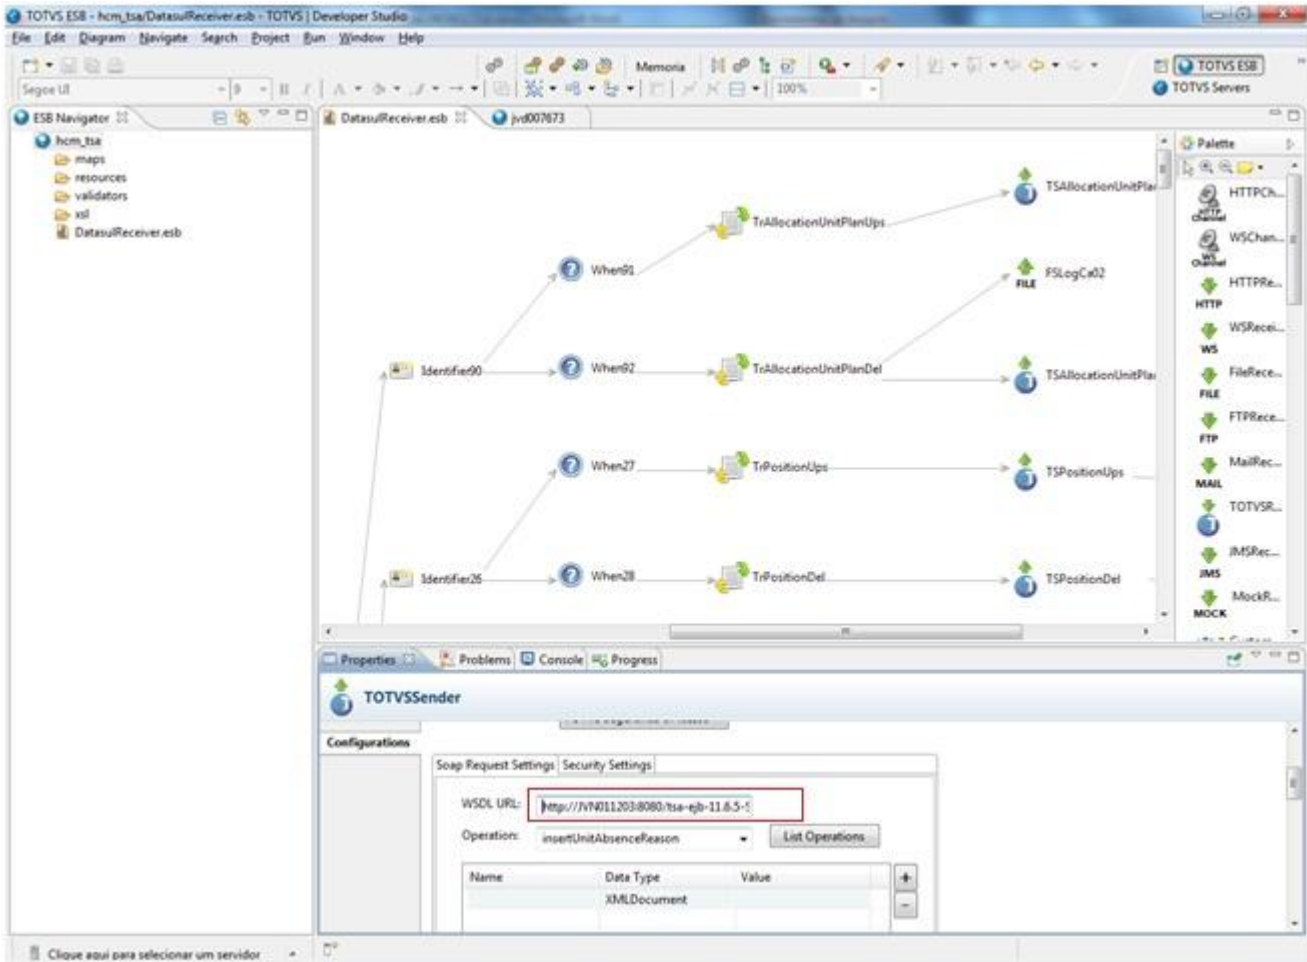 TOTVS ESB - hcm_tsa/DatasulReceiver.esb - TOTVS | Developer Studio
File Edit Diagram Navigate Search Project Run Window Help
Memoria
TOTVS ESB
Segoe UI 9 B I A 100%
TOTVS Servers
ESB Navigator
DatasulReceiver.esb
jvd007673
hcm_tsa
maps
resources
validators
xsl
DatasulReceiver.esb
TSAllocationUnitPla
TrAllocationUnitPlanUps
When91
FSLogCa02
FILE
Identifier90
When92
TrAllocationUnitPlanDel
TSAllocationUnitPla
When27
TrPositionUps
TSPositionUps
Identifier26
When28
TrPositionDel
TSPositionDel
Palette
HTTPCh...
HTTP Channel
WSChan...
WS Channel
HTTPRe...
HTTP
WSRecei...
WS
FileRece...
FILE
FTPRece...
FTP
MailRec...
MAIL
TOTVSR...
JMSRec...
JMS
MockR...
MOCK
Properties Problems Console Progress
TOTVSSender
Configurations
Soap Request Settings Security Settings
WSDL URL: http://JVN011203:8080/tsa-ejb-11.6.5-S
Operation: insertUnitAbsenceReason List Operations
Name Data Type Value
XMLDocument
Clique aqui para selecionar um servidor